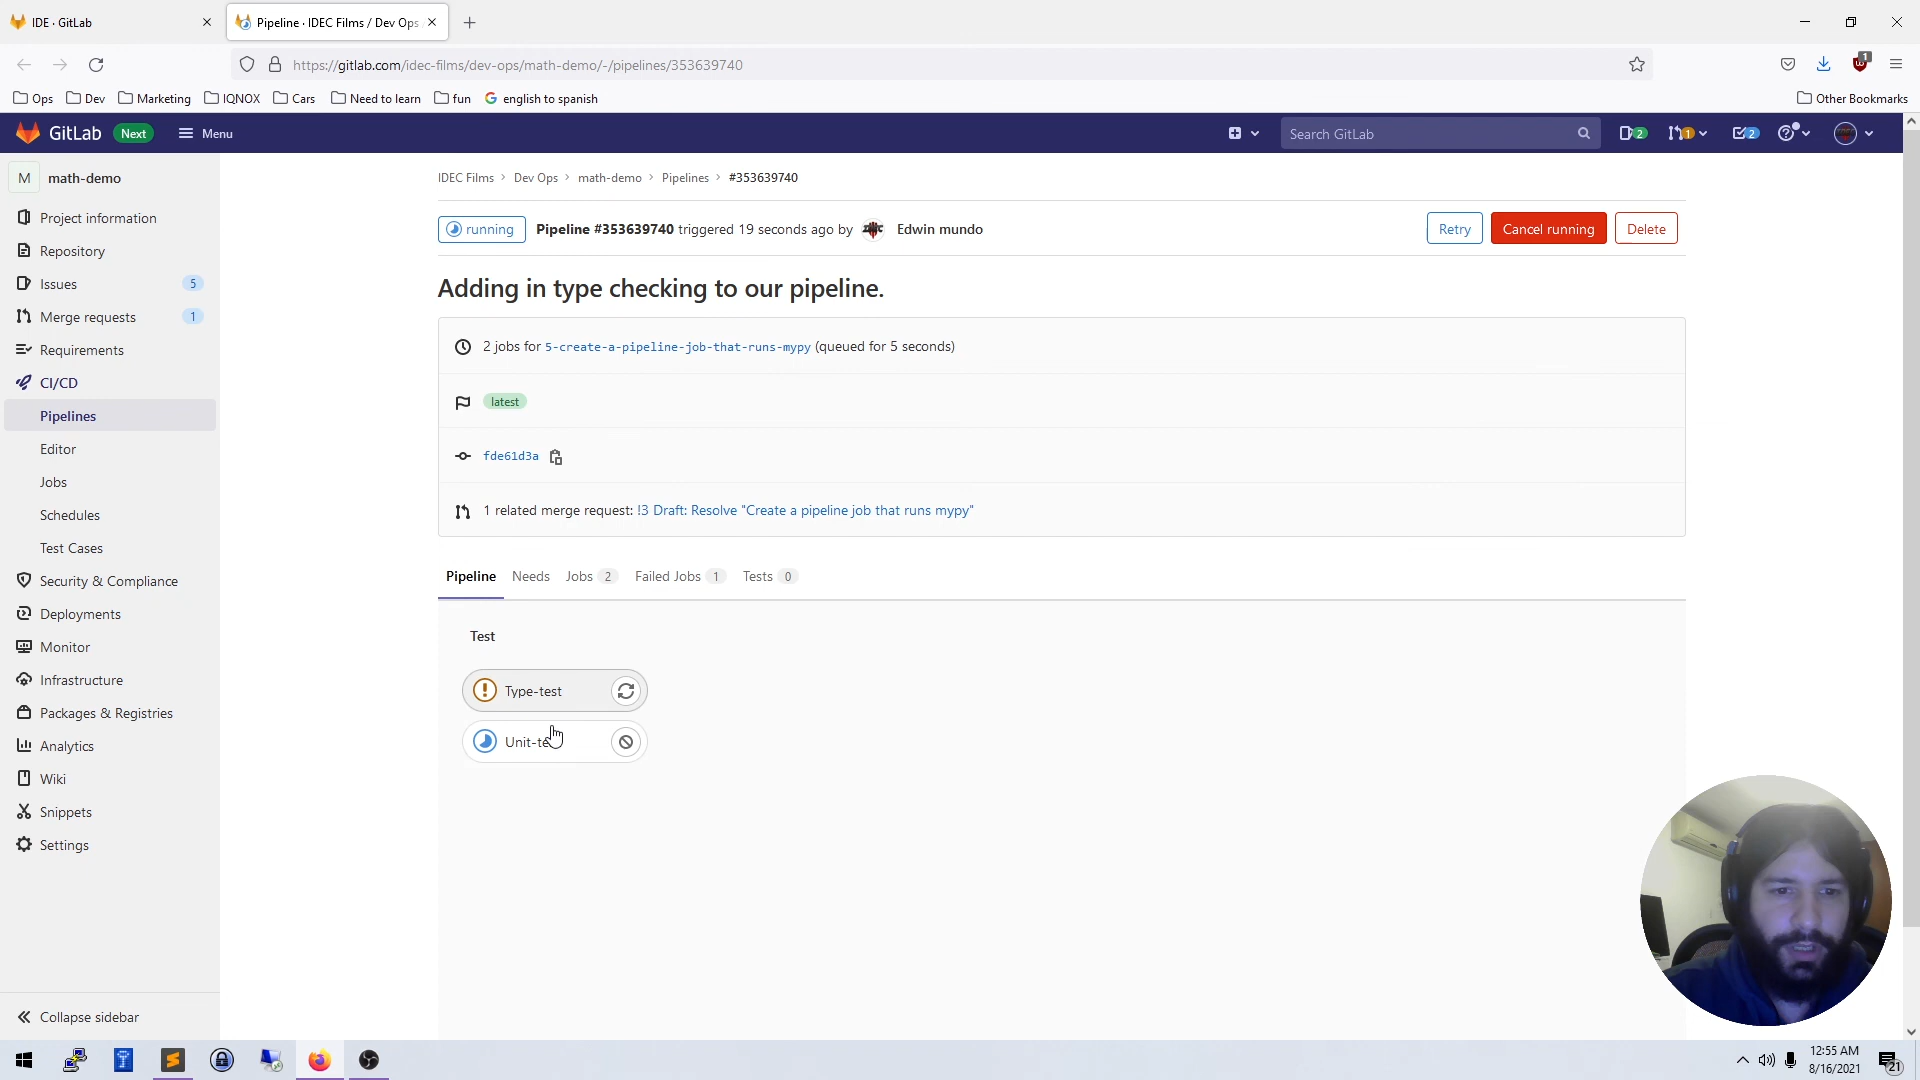 IDE · GitLab
Pipeline · IDEC Films / Dev Ops
https://gitlab.com/idec-films/dev-ops/math-demo/-/pipelines/353639740
1
Ops
Dev
Marketing
IQNOX
Cars
Need to learn
fun
english to spanish
Other Bookmarks
GitLab
Next
Menu
Search GitLab
2
1
2
M
math-demo
Project information
Repository
Issues
5
Merge requests
1
Requirements
CI/CD
Pipelines
Editor
Jobs
Schedules
Test Cases
Security & Compliance
Deployments
Monitor
Infrastructure
Packages & Registries
Analytics
Wiki
Snippets
Settings
Collapse sidebar
IDEC Films > Dev Ops > math-demo > Pipelines > #353639740
running
Pipeline #353639740 triggered 19 seconds ago by Edwin mundo
Retry
Cancel running
Delete
Adding in type checking to our pipeline.
2 jobs for 5-create-a-pipeline-job-that-runs-mypy (queued for 5 seconds)
latest
fde61d3a
1 related merge request: !3 Draft: Resolve "Create a pipeline job that runs mypy"
Pipeline
Needs
Jobs 2
Failed Jobs 1
Tests 0
Test
Type-test
12:55 AM
8/16/2021
21